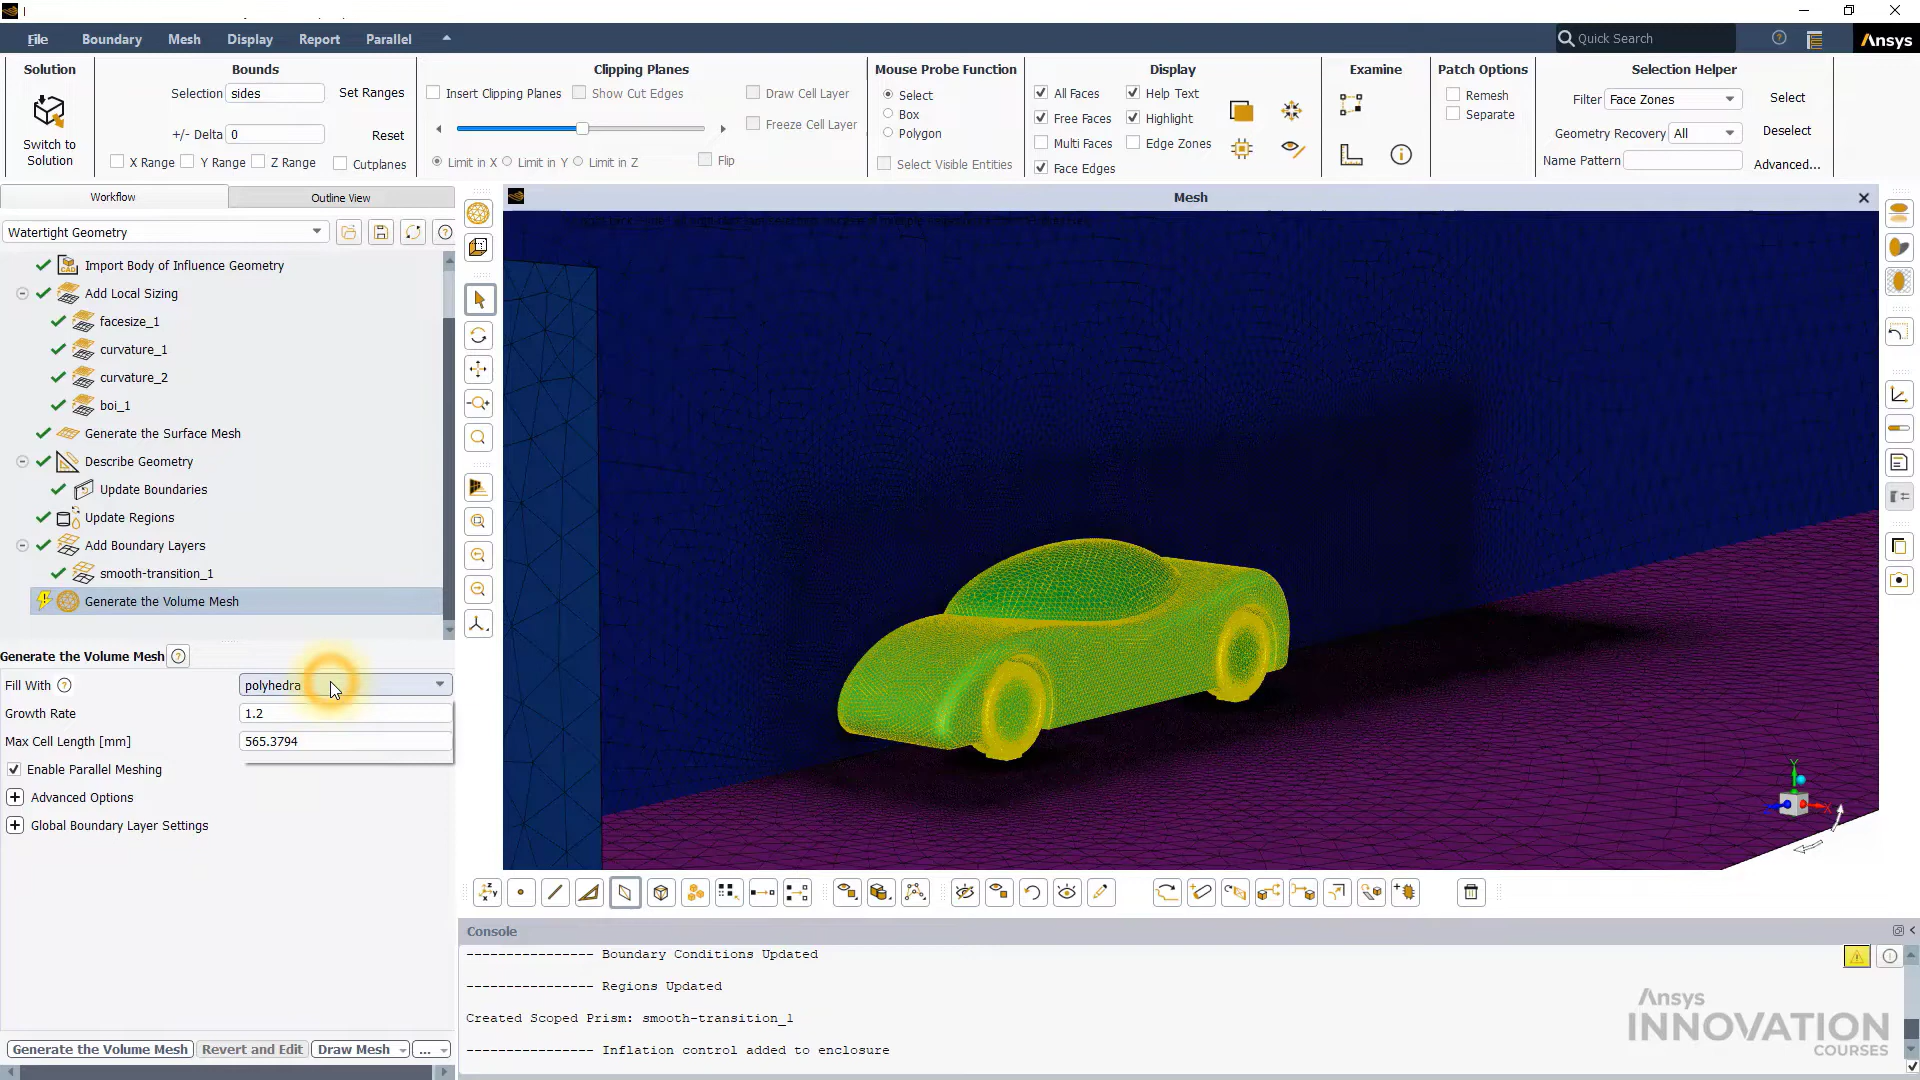 File
Boundary
Mesh
Display
Report
Parallel
Quick Search
Ansys
Solution
Switch to
Solution
Bounds
Selection sides Set Ranges
+/- Delta 0 Reset
X Range Y Range Z Range Cutplanes
Clipping Planes
Insert Clipping Planes Show Cut Edges Draw Cell Layer
Freeze Cell Layer
Limit in X Limit in Y Limit in Z Flip
Mouse Probe Function
Select
Box
Polygon
Select Visible Entities
Display
All Faces Help Text
Free Faces Highlight
Multi Faces Edge Zones
Face Edges
Examine
Patch Options
Remesh
Separate
Selection Helper
Filter Face Zones Select
Geometry Recovery All Deselect
Name Pattern Advanced...
Workflow
Outline View
Watertight Geometry
Import Body of Influence Geometry
Add Local Sizing
facesize_1
curvature_1
curvature_2
boi_1
Generate the Surface Mesh
Describe Geometry
Update Boundaries
Update Regions
Add Boundary Layers
smooth-transition_1
Generate the Volume Mesh
Generate the Volume Mesh
Fill With polyhedra
Growth Rate 1.2
Max Cell Length [mm] 565.3794
Enable Parallel Meshing
Advanced Options
Global Boundary Layer Settings
Generate the Volume Mesh Revert and Edit Draw Mesh ...
Mesh
Y
X
Console
---------------- Boundary Conditions Updated
---------------- Regions Updated
Created Scoped Prism: smooth-transition_1
---------------- Inflation control added to enclosure
Ansys
INNOVATION
COURSES